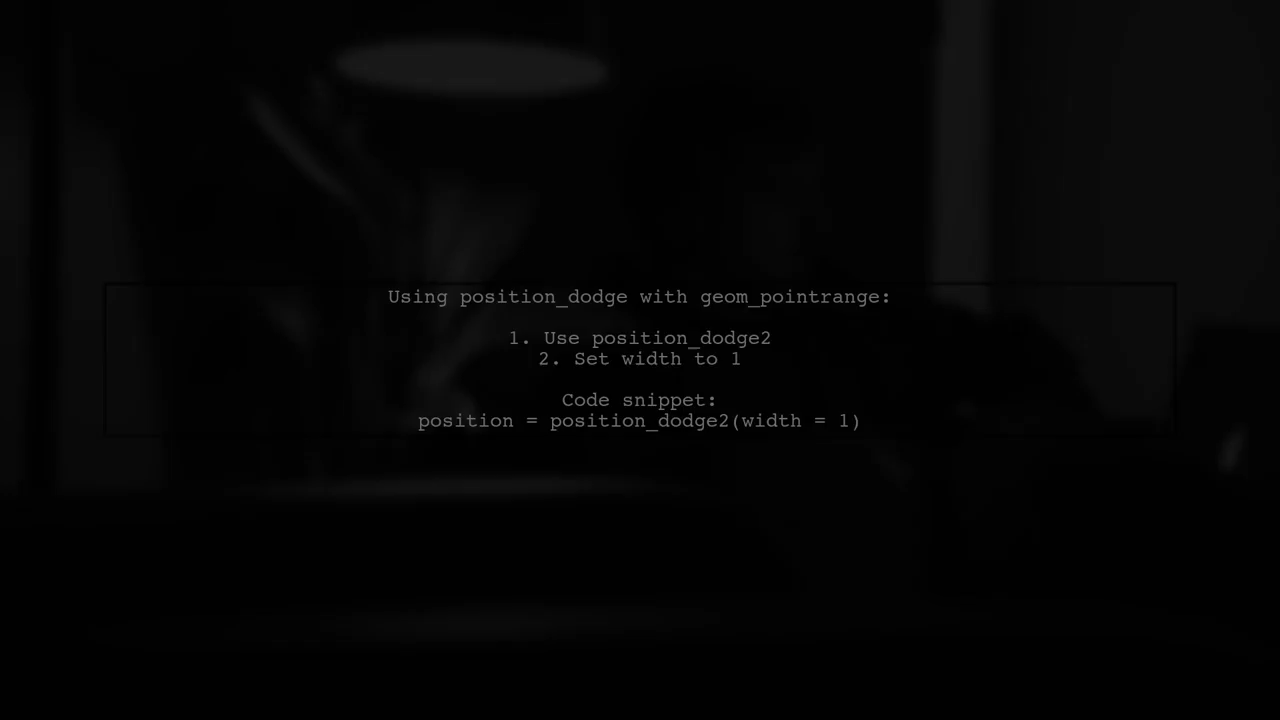 Using position_dodge with geom_pointrange:
1. Use position_dodge2
2. Set width to 1
Code snippet:
position = position_dodge2(width = 1)